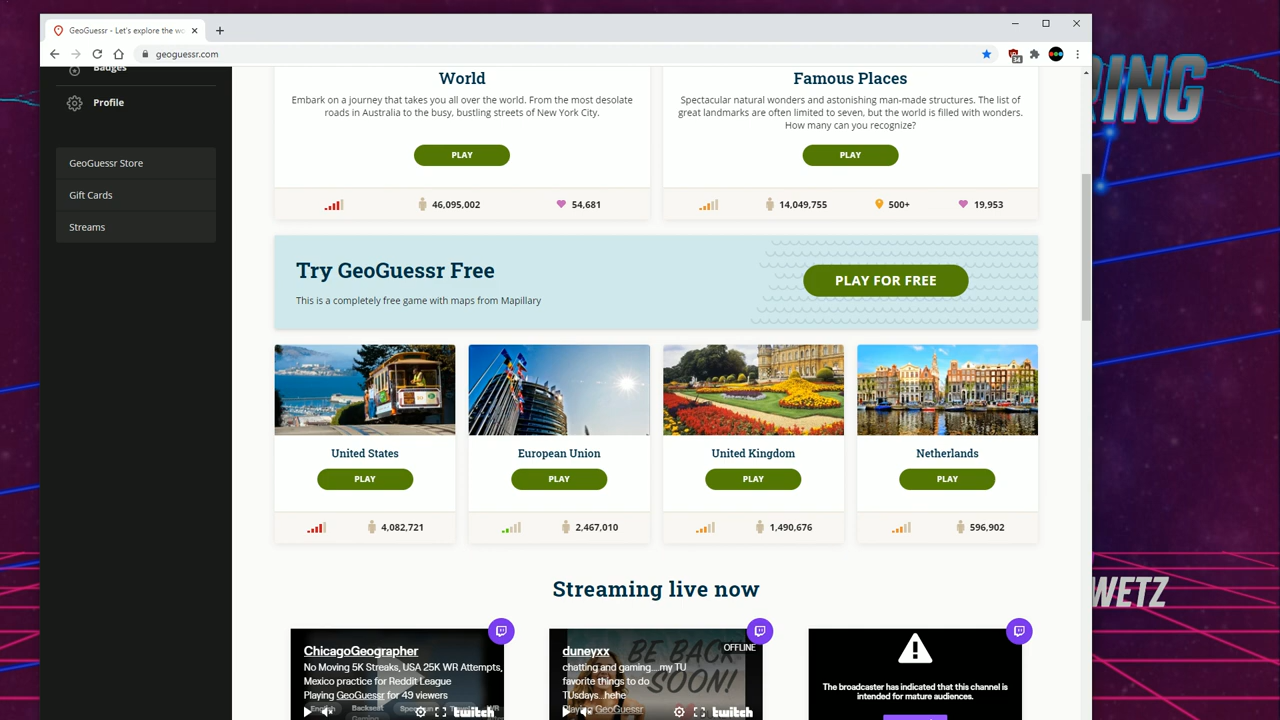 GeoGuessr - Let's explore the wo
geoguessr.com
34
Badges
Profile
GeoGuessr Store
Gift Cards
Streams
World
Embark on a journey that takes you all over the world. From the most desolate
roads in Australia to the busy, bustling streets of New York City.
PLAY
46,095,002
54,681
Famous Places
Spectacular natural wonders and astonishing man-made structures. The list of
great landmarks are often limited to seven, but the world is filled with wonders.
How many can you recognize?
PLAY
14,049,755
500+
19,953
Try GeoGuessr Free
This is a completely free game with maps from Mapillary
PLAY FOR FREE
United States
PLAY
4,082,721
European Union
PLAY
2,467,010
United Kingdom
PLAY
1,490,676
Netherlands
PLAY
596,902
Streaming live now
ChicagoGeographer
No Moving 5K Streaks, USA 25K WR Attempts,
Mexico practice for Reddit League
Playing GeoGuessr for 49 viewers
English
twitch
BE BACK
SOON!
OFFLINE
duneyxx
chatting and gaming....my TU
favorite things to do
TUsdays..hehe
Playing GeoGuessr
twitch
The broadcaster has indicated that this channel is
intended for mature audiences.
RING
WETZ